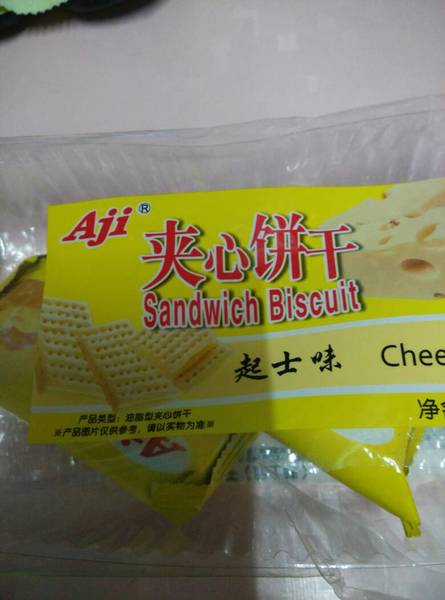 Aji®
夹心饼干
Sandwich Biscuit
起士味 Chee
产品类型：油脂型夹心饼干 净
※产品图片仅供参考，请以实物为准※